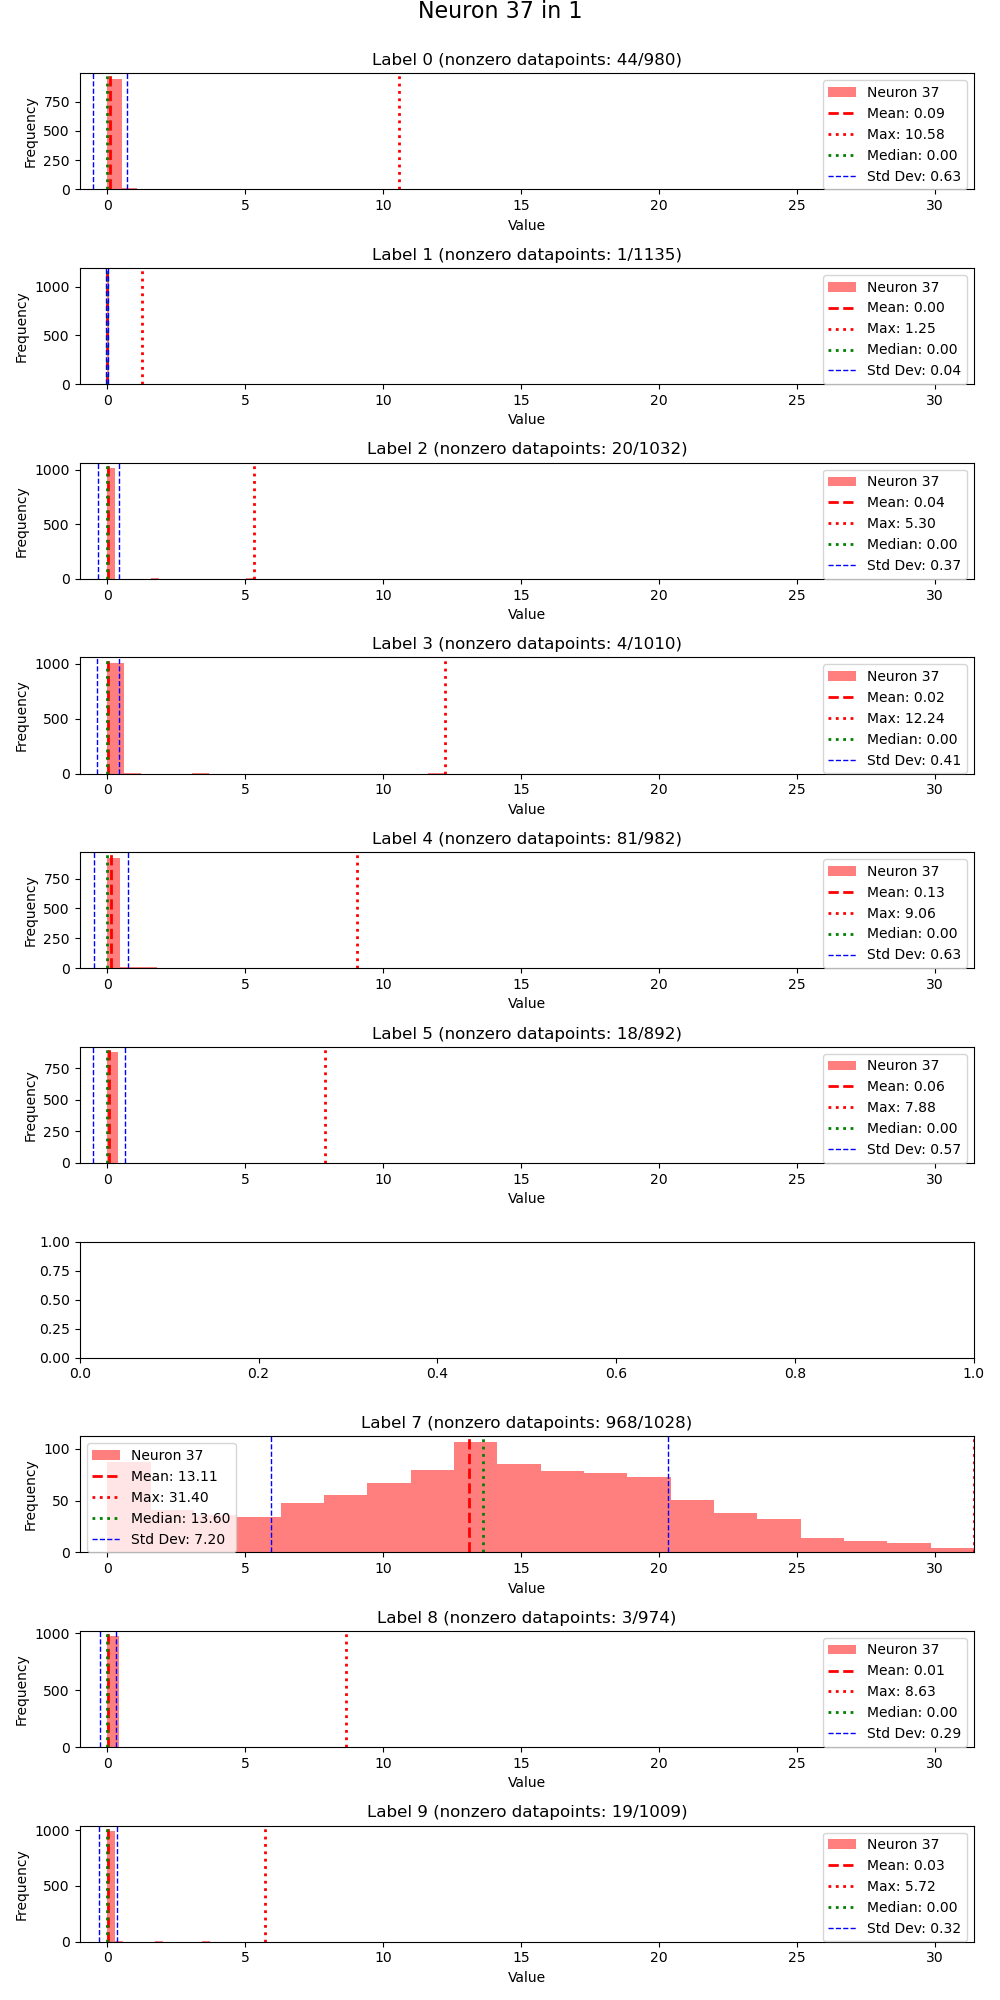 Neuron 37 in 1
Label 0 (nonzero datapoints: 44/980)
Frequency
750
500
250
0
Neuron 37
Mean: 0.09
Max: 10.58
Median: 0.00
Std Dev: 0.63
0 5 10 15 20 25 30
Value
Label 1 (nonzero datapoints: 1/1135)
Frequency
1000
500
0
Neuron 37
Mean: 0.00
Max: 1.25
Median: 0.00
Std Dev: 0.04
0 5 10 15 20 25 30
Value
Label 2 (nonzero datapoints: 20/1032)
Frequency
1000
500
0
Neuron 37
Mean: 0.04
Max: 5.30
Median: 0.00
Std Dev: 0.37
0 5 10 15 20 25 30
Value
Label 3 (nonzero datapoints: 4/1010)
Frequency
1000
500
0
Neuron 37
Mean: 0.02
Max: 12.24
Median: 0.00
Std Dev: 0.41
0 5 10 15 20 25 30
Value
Label 4 (nonzero datapoints: 81/982)
Frequency
750
500
250
0
Neuron 37
Mean: 0.13
Max: 9.06
Median: 0.00
Std Dev: 0.63
0 5 10 15 20 25 30
Value
Label 5 (nonzero datapoints: 18/892)
Frequency
750
500
250
0
Neuron 37
Mean: 0.06
Max: 7.88
Median: 0.00
Std Dev: 0.57
0 5 10 15 20 25 30
Value
1.00
0.75
0.50
0.25
0.00
0.0 0.2 0.4 0.6 0.8 1.0
Label 7 (nonzero datapoints: 968/1028)
Frequency
100
50
0
Neuron 37
Mean: 13.11
Max: 31.40
Median: 13.60
Std Dev: 7.20
0 5 10 15 20 25 30
Value
Label 8 (nonzero datapoints: 3/974)
Frequency
1000
500
0
Neuron 37
Mean: 0.01
Max: 8.63
Median: 0.00
Std Dev: 0.29
0 5 10 15 20 25 30
Value
Label 9 (nonzero datapoints: 19/1009)
Frequency
1000
500
0
Neuron 37
Mean: 0.03
Max: 5.72
Median: 0.00
Std Dev: 0.32
0 5 10 15 20 25 30
Value